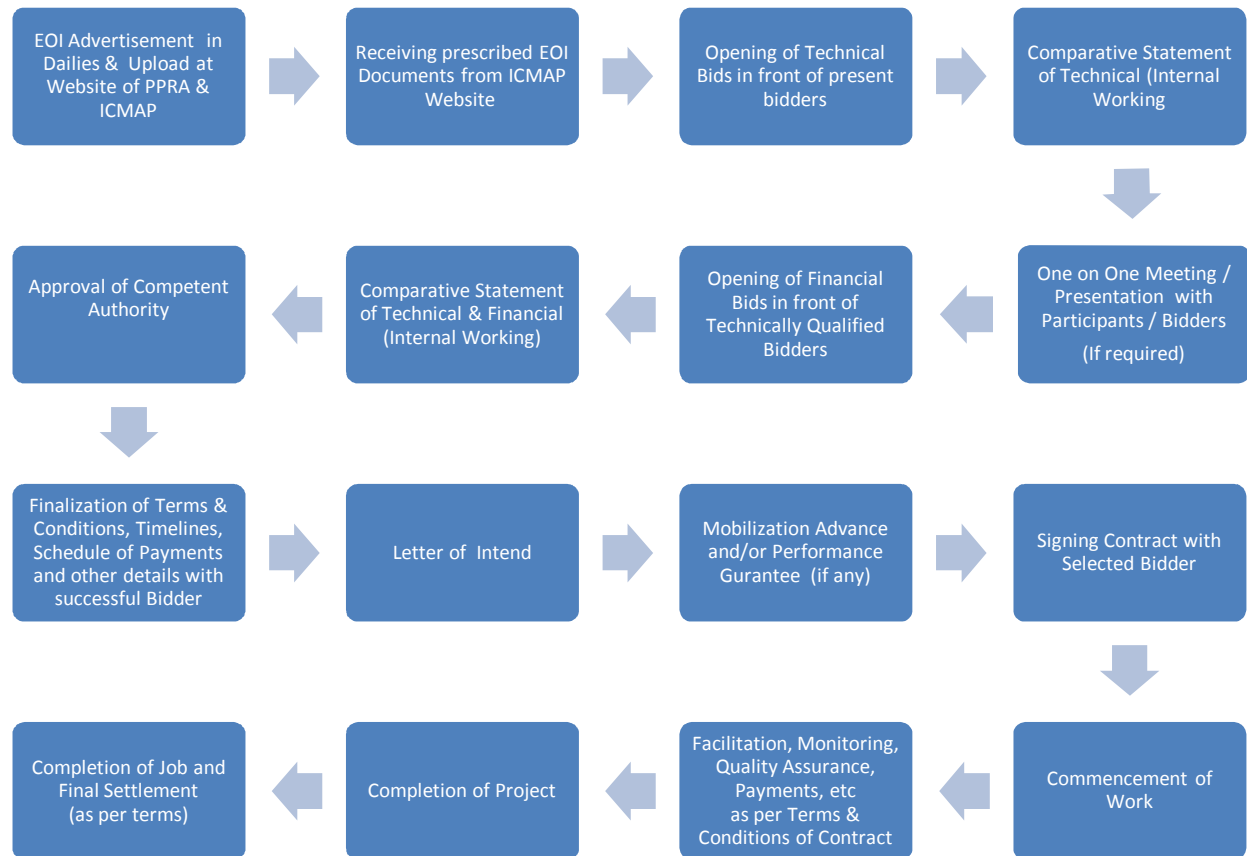 EOI Advertisement in
Dailies & Upload at
Website of PPRA &
ICMAP
Receiving prescribed EOI
Documents from ICMAP
Website
Opening of Technical
Bids in front of present
bidders
Comparative Statement
of Technical (Internal
Working
One on One Meeting /
Presentation with
Participants / Bidders
(If required)
Opening of Financial
Bids in front of
Technically Qualified
Bidders
Comparative Statement
of Technical & Financial
(Internal Working)
Approval of Competent
Authority
Finalization of Terms &
Conditions, Timelines,
Schedule of Payments
and other details with
successful Bidder
Letter of Intend
Mobilization Advance
and/or Performance
Gurantee (if any)
Signing Contract with
Selected Bidder
Commencement of
Work
Facilitation, Monitoring,
Quality Assurance,
Payments, etc
as per Terms &
Conditions of Contract
Completion of Project
Completion of Job and
Final Settlement
(as per terms)